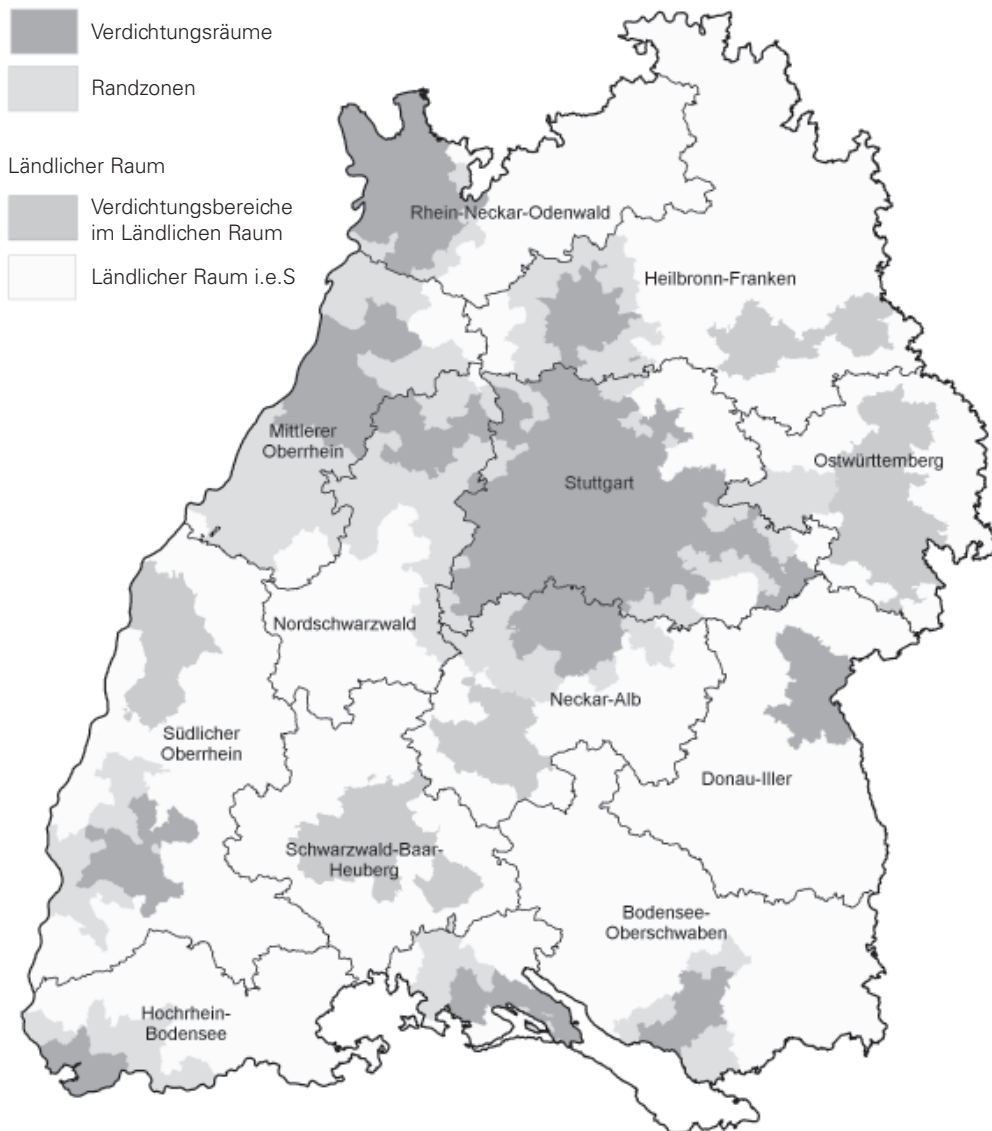 Verdichtungsräume
Randzonen
Ländlicher Raum
Verdichtungsbereiche
im Ländlichen Raum
Ländlicher Raum i.e.S
Rhein-Neckar-Odenwald
Heilbronn-Franken
Mittlerer
Oberrhein
Stuttgart
Ostwürttemberg
Nordschwarzwald
Neckar-Alb
Südlicher
Oberrhein
Donau-Iller
Schwarzwald-Baar-
Heuberg
Bodensee-
Oberschwaben
Hochrhein-
Bodensee